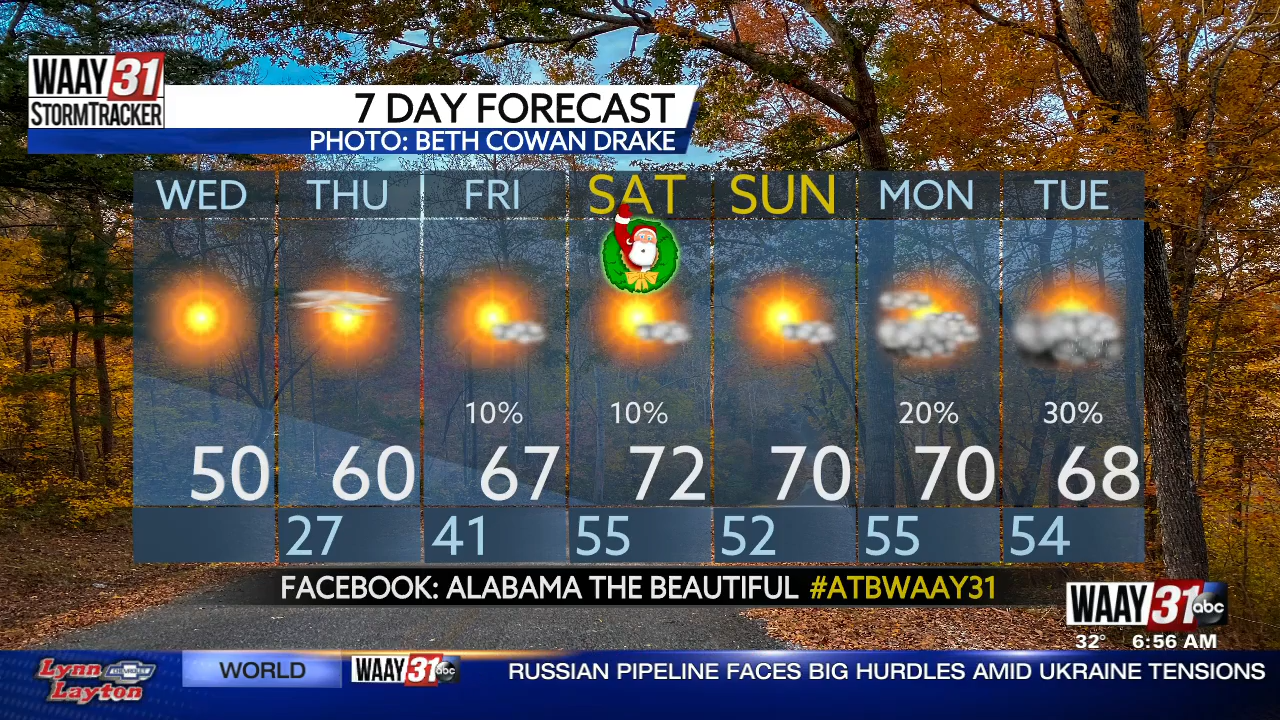 WAAY 31
STORMTRACKER
7 DAY FORECAST
PHOTO: BETH COWAN DRAKE
WED THU FRI SAT SUN MON TUE
10% 10% 20% 30%
50 60 67 72 70 70 68
27 41 55 52 55 54
FACEBOOK: ALABAMA THE BEAUTIFUL #ATBWAAY31
WAAY 31 abc
32° 6:56 AM
Lynn Layton
CHEVROLET
WORLD
WAAY 31 abc
RUSSIAN PIPELINE FACES BIG HURDLES AMID UKRAINE TENSIONS